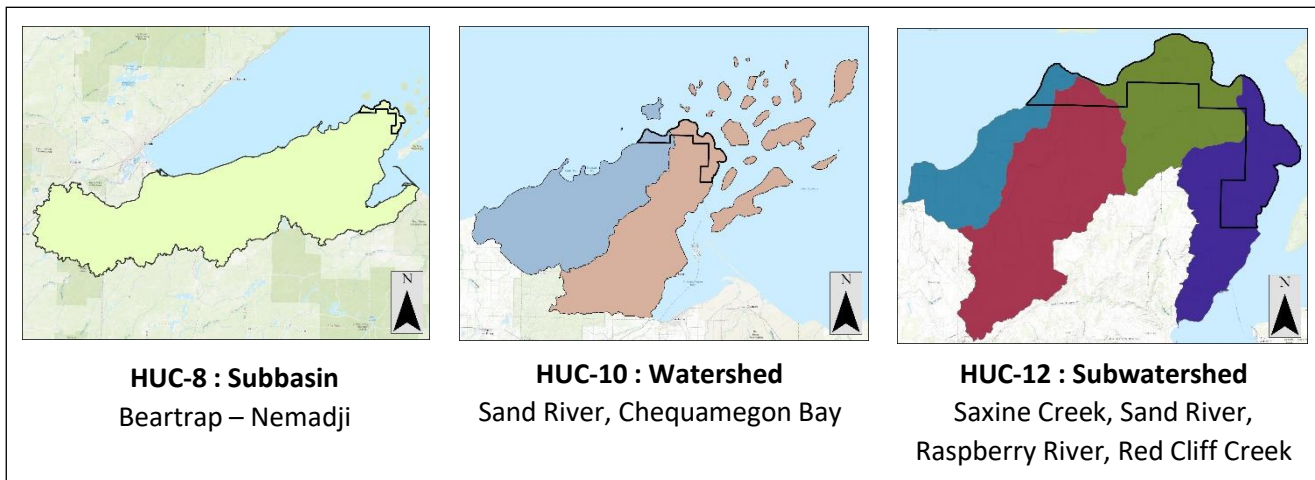 N
N
N
HUC-8 : Subbasin
Beartrap – Nemadji
HUC-10 : Watershed
Sand River, Chequamegon Bay
HUC-12 : Subwatershed
Saxine Creek, Sand River,
Raspberry River, Red Cliff Creek